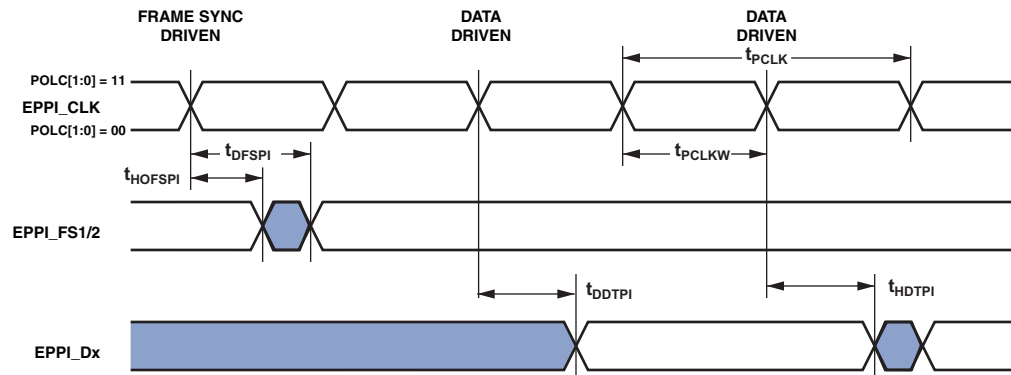 FRAME SYNC
DRIVEN
DATA
DRIVEN
DATA
DRIVEN
tPCLK
POLC[1:0] = 11
EPPI_CLK
POLC[1:0] = 00
tDFSPI
tPCLKW
tHOFSPI
EPPI_FS1/2
tDDTPI
tHDTPI
EPPI_Dx